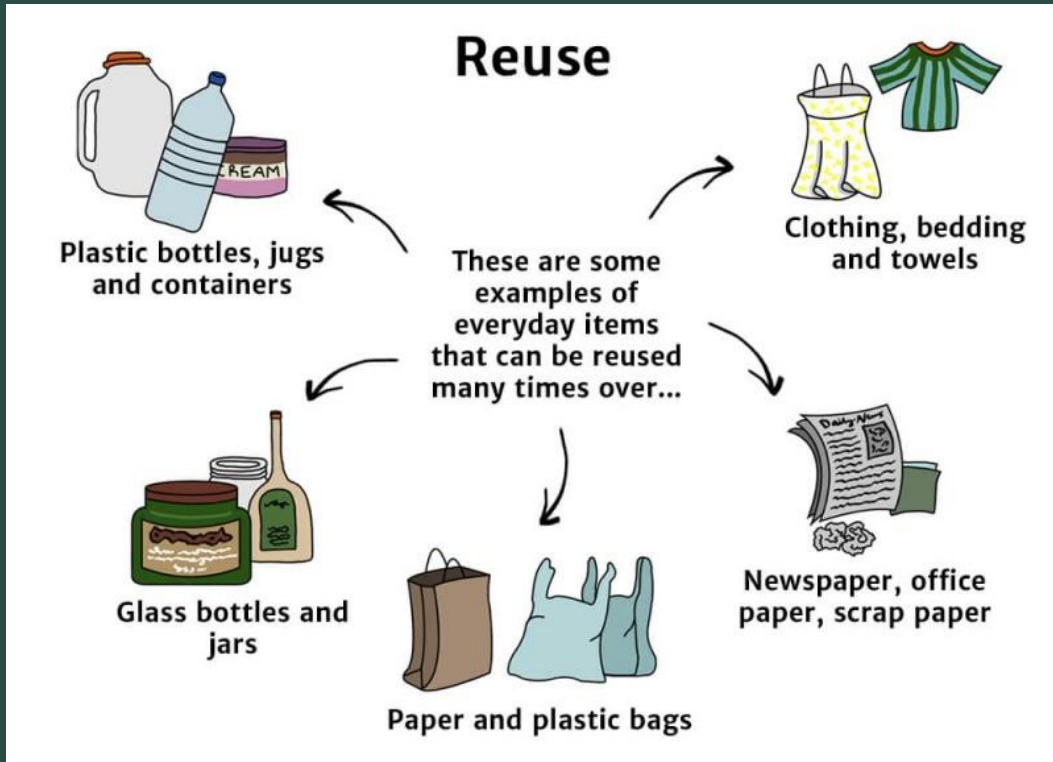 Reuse
CREAM
Plastic bottles, jugs
and containers
Clothing, bedding
and towels
These are some
examples of
everyday items
that can be reused
many times over...
Daily News
Glass bottles and
jars
Newspaper, office
paper, scrap paper
Paper and plastic bags